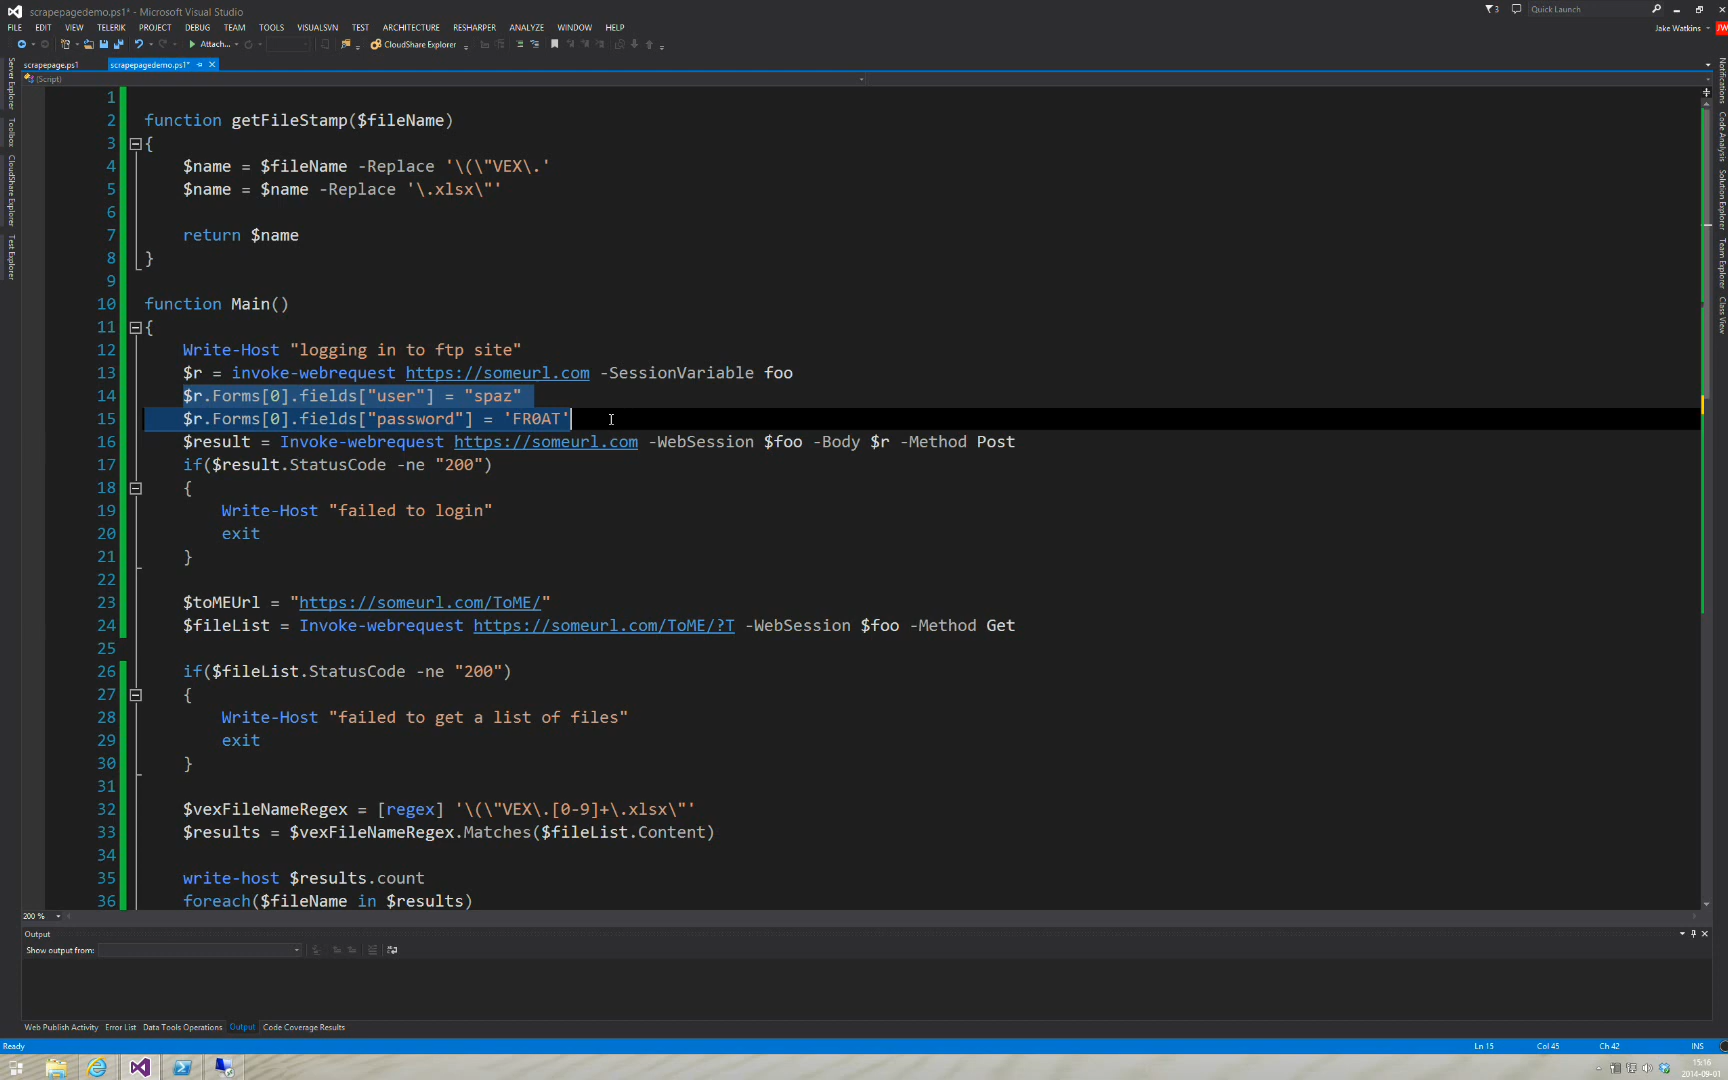 scrapepagedemo.ps1* - Microsoft Visual Studio
3
Quick Launch
FILE EDIT VIEW TELERIK PROJECT DEBUG TEAM TOOLS VISUALSVN TEST ARCHITECTURE RESHARPER ANALYZE WINDOW HELP
Jake Watkins
Attach...
CloudShare Explorer
scrapepage.ps1
scrapepagedemo.ps1*
(Script)
Server Explorer
Toolbox
CloudShare Explorer
Test Explorer
1
2 function getFileStamp($fileName)
3 {
4 $name = $fileName -Replace '\(\"VEX\.'
5 $name = $name -Replace '\.xlsx\"'
6
7 return $name
8 }
9
10 function Main()
11 {
12 Write-Host "logging in to ftp site"
13 $r = invoke-webrequest https://someurl.com -SessionVariable foo
14 $r.Forms[0].fields["user"] = "spaz"
15 $r.Forms[0].fields["password"] = 'FR0AT'
16 $result = Invoke-webrequest https://someurl.com -WebSession $foo -Body $r -Method Post
17 if($result.StatusCode -ne "200")
18 {
19 Write-Host "failed to login"
20 exit
21 }
22
23 $toMEUrl = "https://someurl.com/ToME/"
24 $fileList = Invoke-webrequest https://someurl.com/ToME/?T -WebSession $foo -Method Get
25
26 if($fileList.StatusCode -ne "200")
27 {
28 Write-Host "failed to get a list of files"
29 exit
30 }
31
32 $vexFileNameRegex = [regex] '\(\"VEX\.[0-9]+\.xlsx\"'
33 $results = $vexFileNameRegex.Matches($fileList.Content)
34
35 write-host $results.count
36 foreach($fileName in $results)
Notifications
Code Analysis
Solution Explorer
Team Explorer
Class View
200 %
Output
Show output from:
Web Publish Activity Error List Data Tools Operations Output Code Coverage Results
Ready
Ln 15 Col 45 Ch 42 INS
15:16
2014-09-01